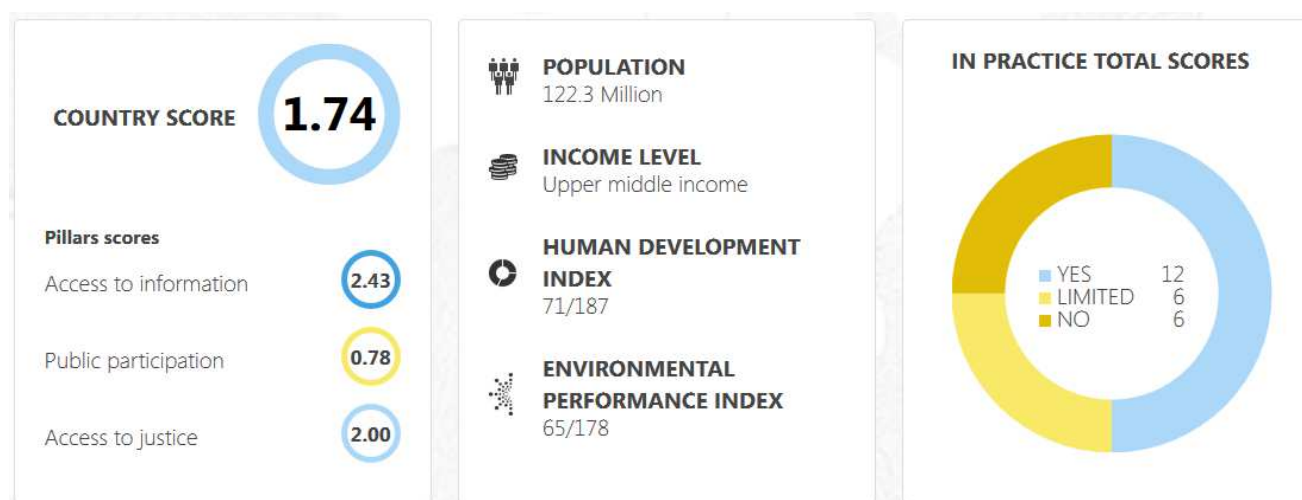 COUNTRY SCORE
1.74
Pillars scores
Access to information
2.43
Public participation
0.78
Access to justice
2.00
POPULATION
122.3 Million
INCOME LEVEL
Upper middle income
HUMAN DEVELOPMENT
INDEX
71/187
ENVIRONMENTAL
PERFORMANCE INDEX
65/178
IN PRACTICE TOTAL SCORES
YES 12
LIMITED 6
NO 6